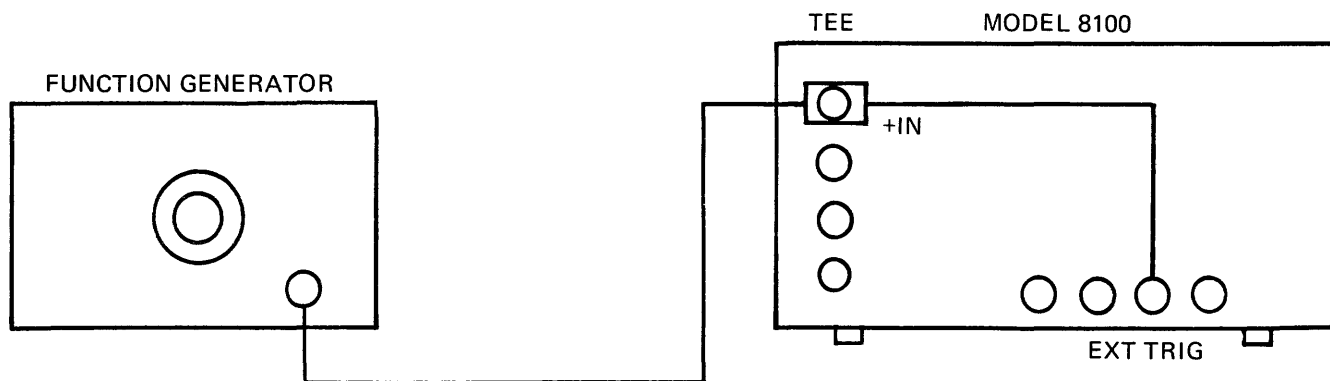 TEE
MODEL 8100
FUNCTION GENERATOR
+IN
EXT TRIG